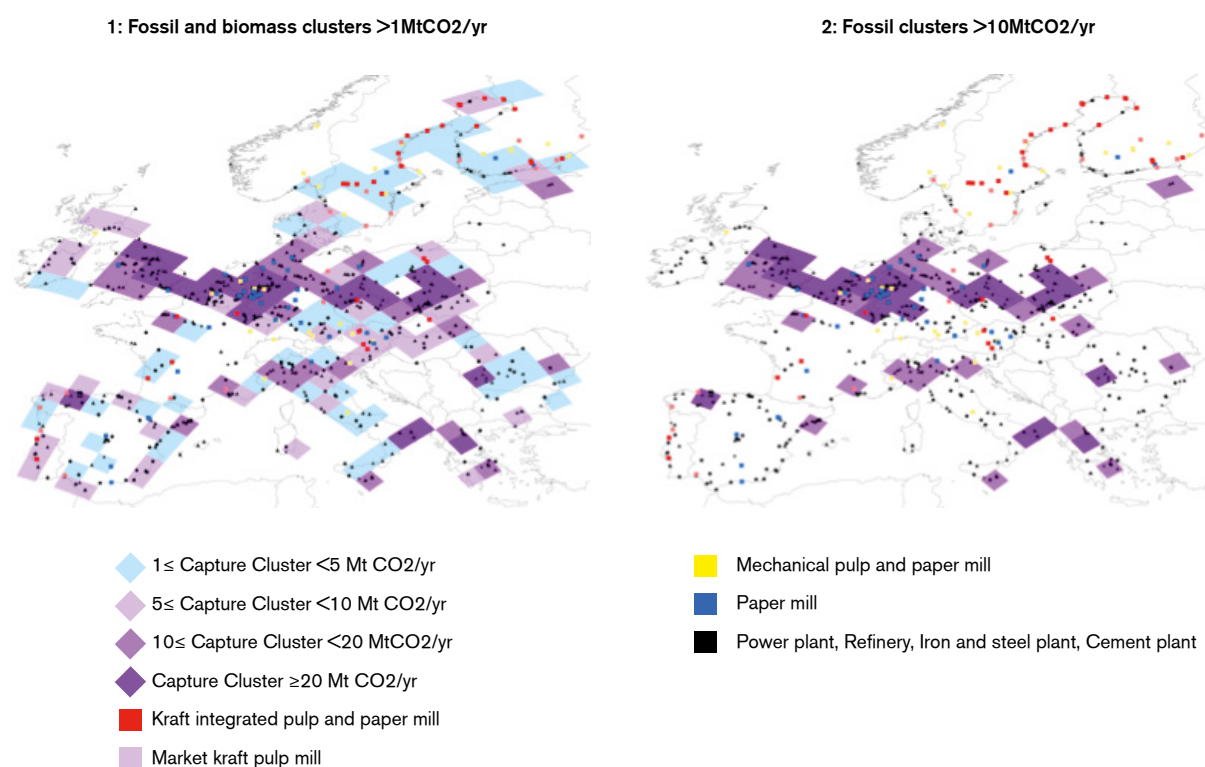 1: Fossil and biomass clusters >1MtCO2/yr
2: Fossil clusters >10MtCO2/yr
1≤ Capture Cluster <5 Mt CO2/yr
5≤ Capture Cluster <10 Mt CO2/yr
10≤ Capture Cluster <20 MtCO2/yr
Capture Cluster ≥20 Mt CO2/yr
Kraft integrated pulp and paper mill
Market kraft pulp mill
Mechanical pulp and paper mill
Paper mill
Power plant, Refinery, Iron and steel plant, Cement plant